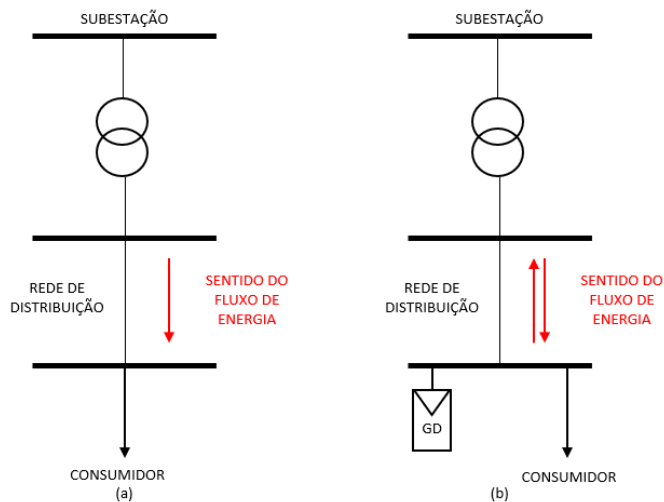 SUBESTAÇÃO
REDE DE
DISTRIBUIÇÃO
SENTIDO DO
FLUXO DE
ENERGIA
CONSUMIDOR
(a)
SUBESTAÇÃO
REDE DE
DISTRIBUIÇÃO
SENTIDO DO
FLUXO DE
ENERGIA
GD
CONSUMIDOR
(b)